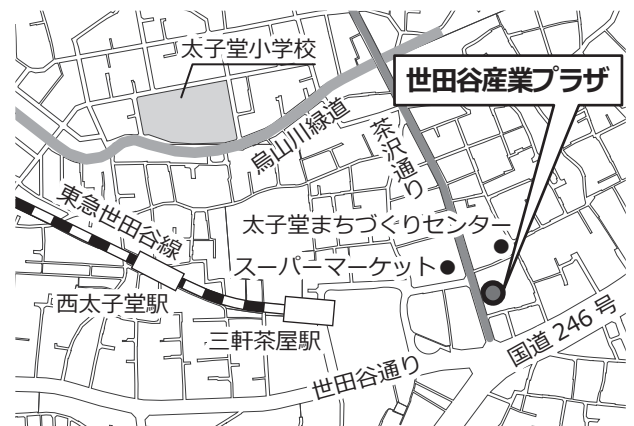 太子堂小学校
世田谷産業プラザ
烏山川緑道
茶沢通り
東急世田谷線
太子堂まちづくりセンター
スーパーマーケット
西太子堂駅
三軒茶屋駅
国道246号
世田谷通り